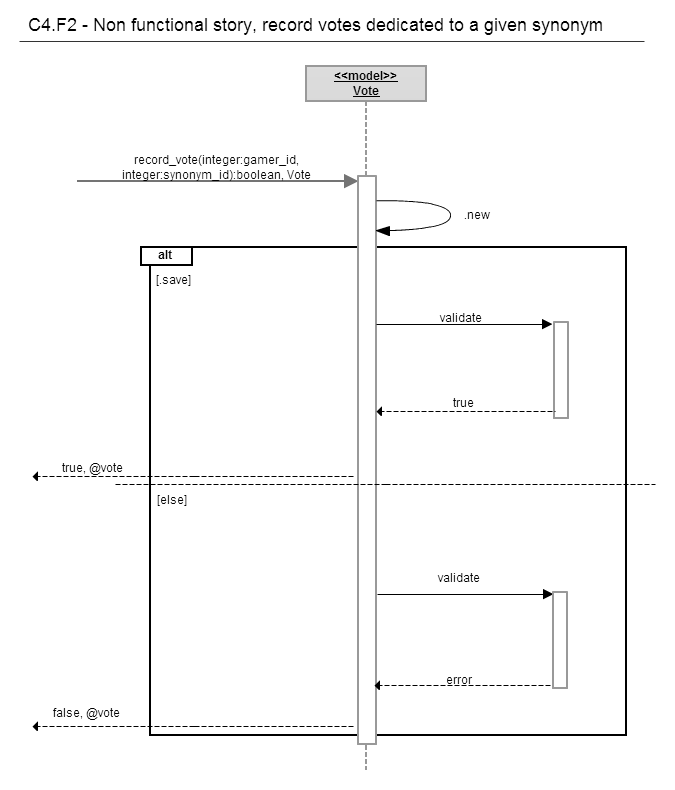 C4.F2 - Non functional story, record votes dedicated to a given synonym
<<model>>
Vote
record_vote(integer:gamer_id,
integer:synonym_id):boolean, Vote
.new
alt
[.save]
validate
true
true, @vote
[else]
validate
error
false, @vote